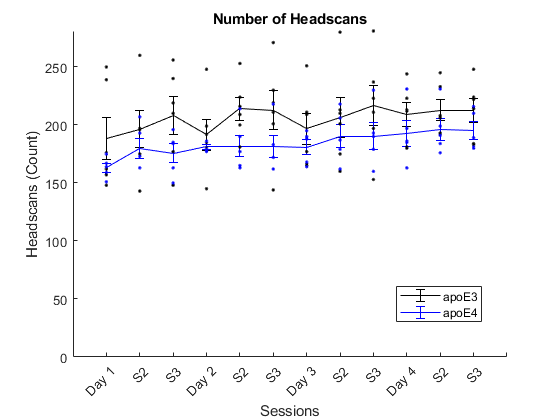 Number of Headscans
Headscans (Count)
250
200
150
100
50
0
Day 1
S2
S3
Day 2
S2
S3
Day 3
S2
S3
Day 4
S2
S3
Sessions
apoE3
apoE4